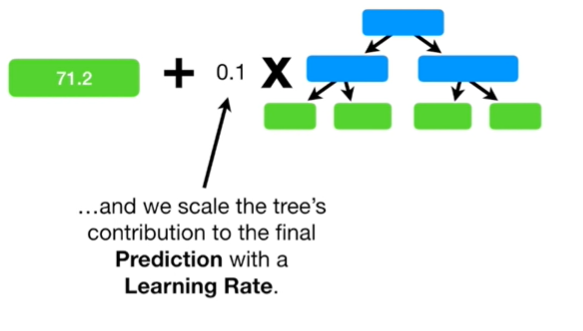 71.2 + 0.1 X
…and we scale the tree’s
contribution to the final
Prediction with a
Learning Rate.